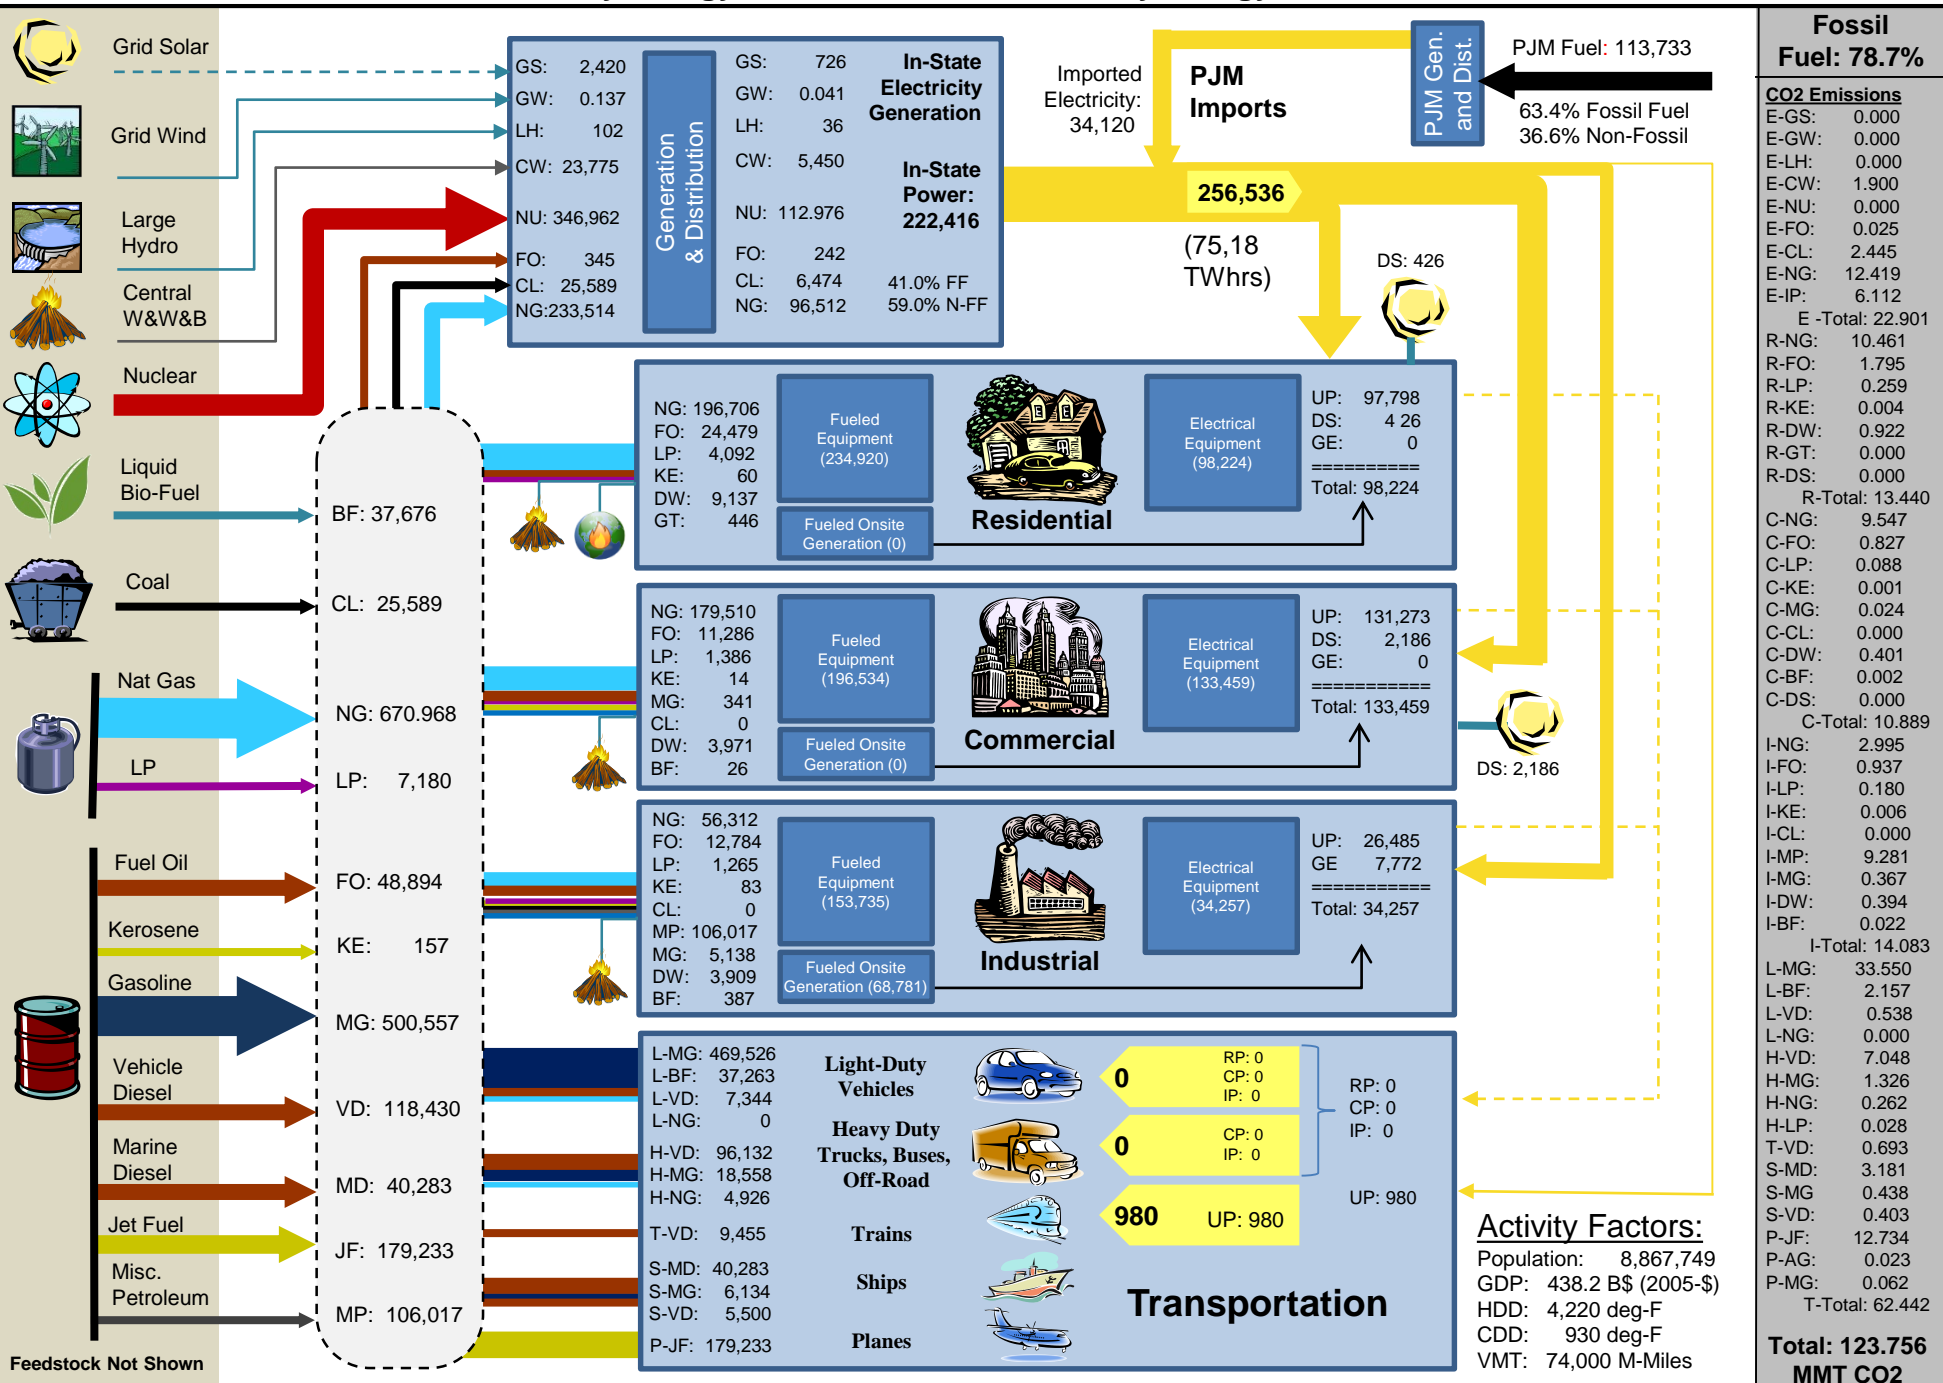 Grid Solar
Grid Wind
Large
Hydro
Central
W&W&B
Nuclear
Liquid
Bio-Fuel
Coal
Nat Gas
LP
Fuel Oil
Kerosene
Gasoline
Vehicle
Diesel
Marine
Diesel
Jet Fuel
Misc.
Petroleum
Feedstock Not Shown
BF: 37,676
CL: 25,589
NG: 670.968
LP: 7,180
FO: 48,894
KE: 157
MG: 500,557
VD: 118,430
MD: 40,283
JF: 179,233
MP: 106,017
GS: 2,420
GW: 0.137
LH: 102
CW: 23,775
NU: 346,962
FO: 345
CL: 25,589
NG:233,514
Generation
& Distribution
GS: 726
GW: 0.041
LH: 36
CW: 5,450
NU: 112.976
FO: 242
CL: 6,474
NG: 96,512
In-State
Electricity
Generation
In-State
Power:
222,416
41.0% FF
59.0% N-FF
Imported
Electricity:
34,120
PJM
Imports
PJM Gen.
and Dist.
PJM Fuel: 113,733
63.4% Fossil Fuel
36.6% Non-Fossil
256,536
(75,18
TWhrs)
DS: 426
NG: 196,706
FO: 24,479
LP: 4,092
KE: 60
DW: 9,137
GT: 446
Fueled
Equipment
(234,920)
Fueled Onsite
Generation (0)
Residential
Electrical
Equipment
(98,224)
UP: 97,798
DS: 4 26
GE: 0
==========
Total: 98,224
NG: 179,510
FO: 11,286
LP: 1,386
KE: 14
MG: 341
CL: 0
DW: 3,971
BF: 26
Fueled
Equipment
(196,534)
Fueled Onsite
Generation (0)
Commercial
Electrical
Equipment
(133,459)
UP: 131,273
DS: 2,186
GE: 0
===========
Total: 133,459
DS: 2,186
NG: 56,312
FO: 12,784
LP: 1,265
KE: 83
CL: 0
MP: 106,017
MG: 5,138
DW: 3,909
BF: 387
Fueled
Equipment
(153,735)
Fueled Onsite
Generation (68,781)
Industrial
Electrical
Equipment
(34,257)
UP: 26,485
GE 7,772
===========
Total: 34,257
L-MG: 469,526
L-BF: 37,263
L-VD: 7,344
L-NG: 0
H-VD: 96,132
H-MG: 18,558
H-NG: 4,926
T-VD: 9,455
S-MD: 40,283
S-MG: 6,134
S-VD: 5,500
P-JF: 179,233
Light-Duty
Vehicles
Heavy Duty
Trucks, Buses,
Off-Road
Trains
Ships
Planes
0
RP: 0
CP: 0
IP: 0
0
CP: 0
IP: 0
980
UP: 980
RP: 0
CP: 0
IP: 0
UP: 980
Transportation
Activity Factors:
Population: 8,867,749
GDP: 438.2 B$ (2005-$)
HDD: 4,220 deg-F
CDD: 930 deg-F
VMT: 74,000 M-Miles
Fossil
Fuel: 78.7%
CO2 Emissions
E-GS: 0.000
E-GW: 0.000
E-LH: 0.000
E-CW: 1.900
E-NU: 0.000
E-FO: 0.025
E-CL: 2.445
E-NG: 12.419
E-IP: 6.112
E -Total: 22.901
R-NG: 10.461
R-FO: 1.795
R-LP: 0.259
R-KE: 0.004
R-DW: 0.922
R-GT: 0.000
R-DS: 0.000
R-Total: 13.440
C-NG: 9.547
C-FO: 0.827
C-LP: 0.088
C-KE: 0.001
C-MG: 0.024
C-CL: 0.000
C-DW: 0.401
C-BF: 0.002
C-DS: 0.000
C-Total: 10.889
I-NG: 2.995
I-FO: 0.937
I-LP: 0.180
I-KE: 0.006
I-CL: 0.000
I-MP: 9.281
I-MG: 0.367
I-DW: 0.394
I-BF: 0.022
I-Total: 14.083
L-MG: 33.550
L-BF: 2.157
L-VD: 0.538
L-NG: 0.000
H-VD: 7.048
H-MG: 1.326
H-NG: 0.262
H-LP: 0.028
T-VD: 0.693
S-MD: 3.181
S-MG 0.438
S-VD: 0.403
P-JF: 12.734
P-AG: 0.023
P-MG: 0.062
T-Total: 62.442
Total: 123.756
MMT CO2